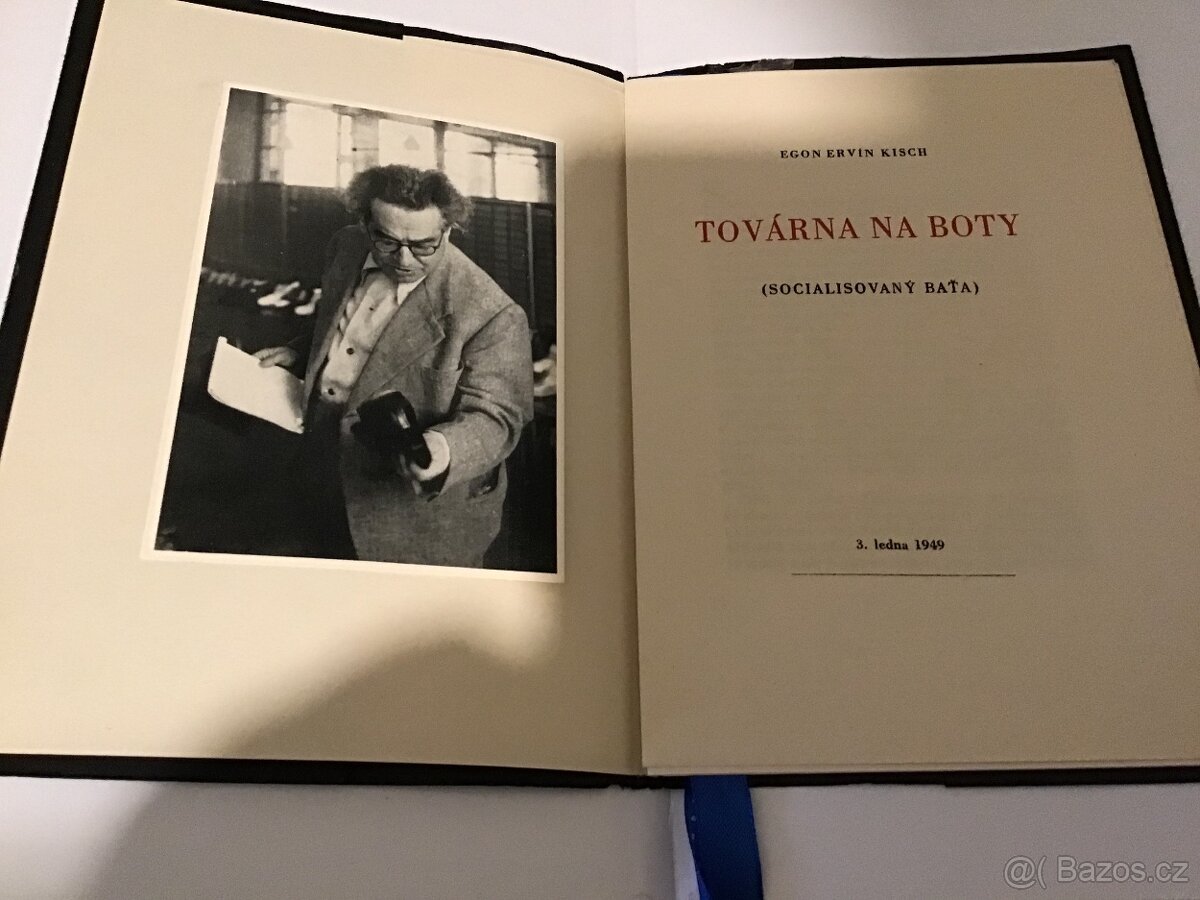 EGON ERVÍN KISCH
TOVÁRNA NA BOTY
(SOCIALISOVANÝ BAŤA)
3. ledna 1949
@( Bazos.cz